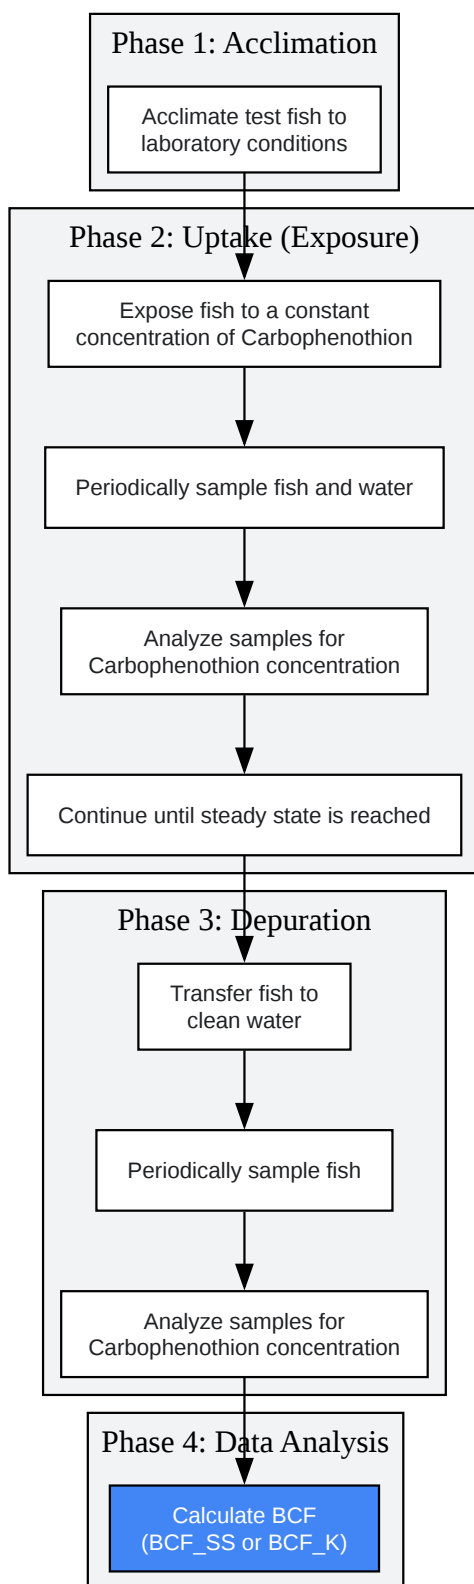 Phase 1: Acclimation
Acclimate test fish to
laboratory conditions
Phase 2: Uptake (Exposure)
Expose fish to a constant
concentration of Carbophenothion
Periodically sample fish and water
Analyze samples for
Carbophenothion concentration
Continue until steady state is reached
Phase 3: Depuration
Transfer fish to
clean water
Periodically sample fish
Analyze samples for
Carbophenothion concentration
Phase 4: Data Analysis
Calculate BCF
(BCF_SS or BCF_K)